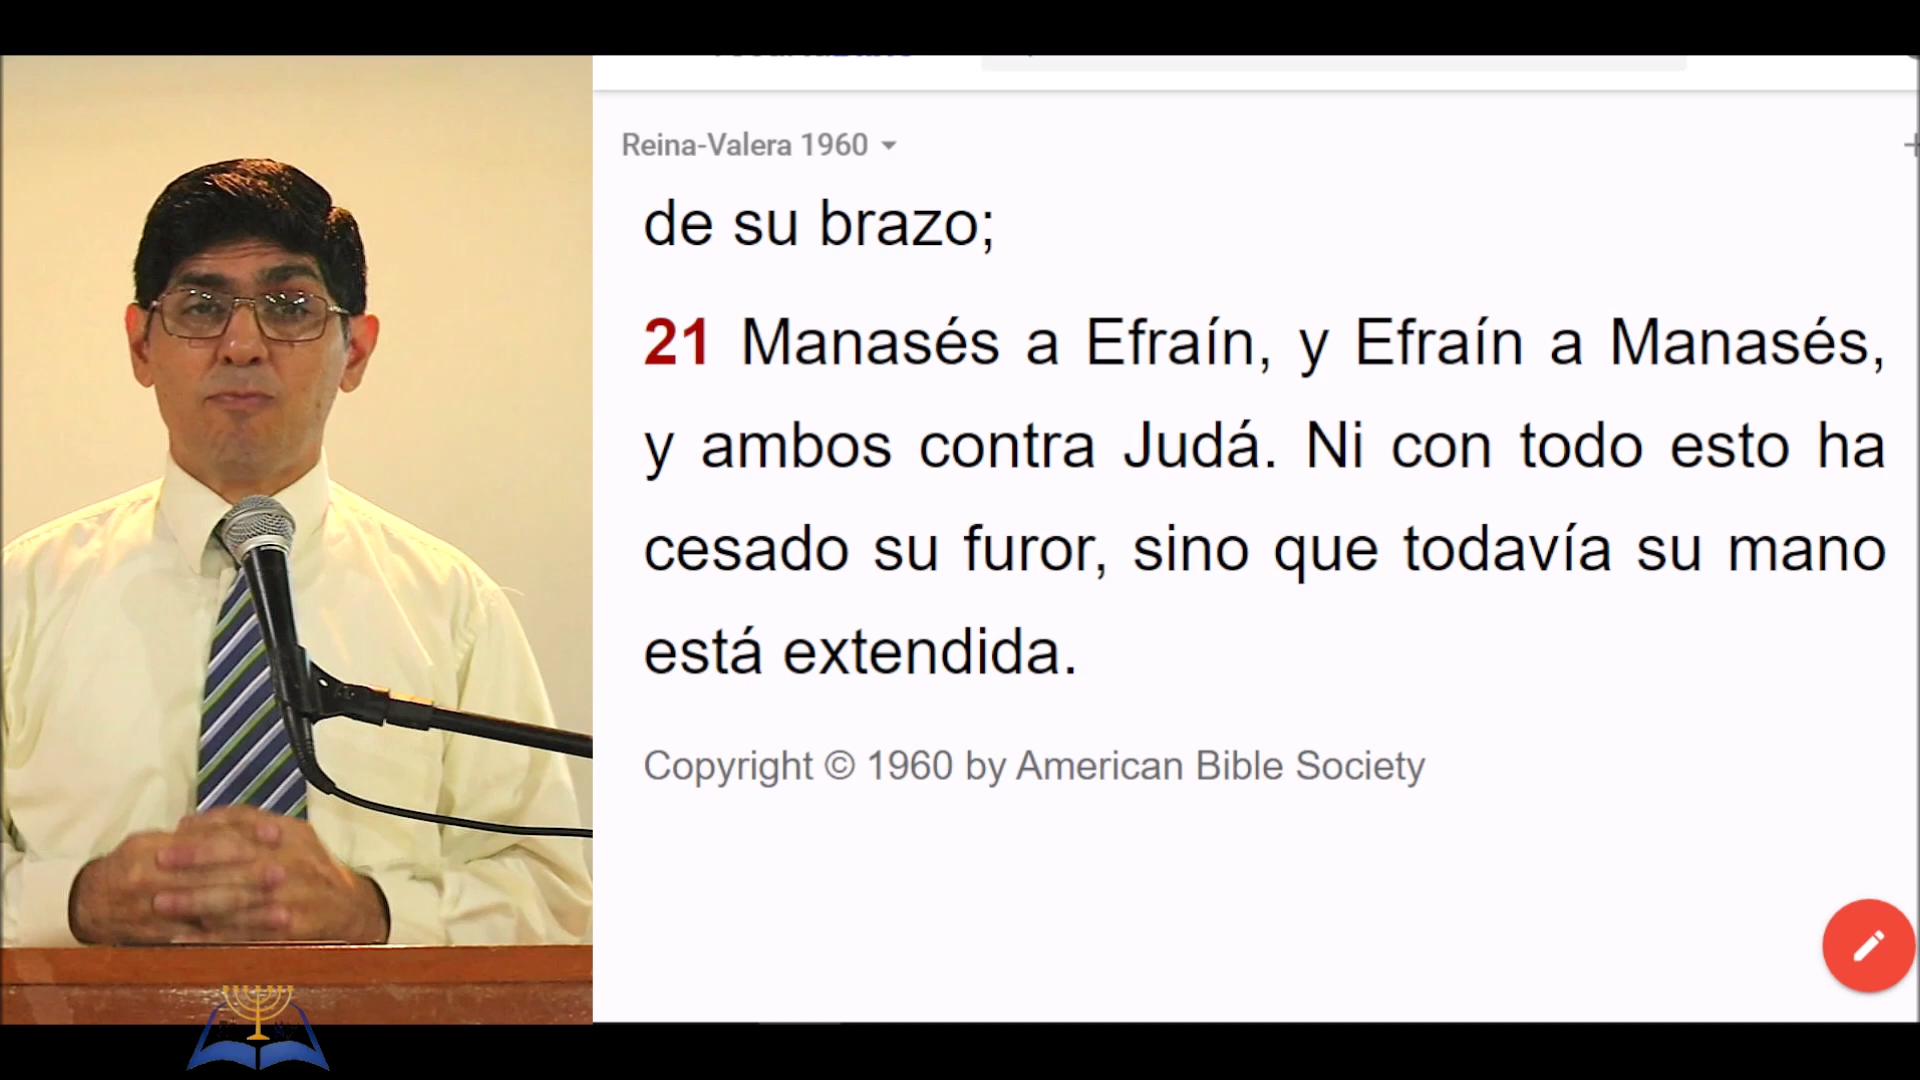 Reina-Valera 1960
de su brazo;
21 Manasés a Efraín, y Efraín a Manasés,
y ambos contra Judá. Ni con todo esto ha
cesado su furor, sino que todavía su mano
está extendida.
Copyright © 1960 by American Bible Society